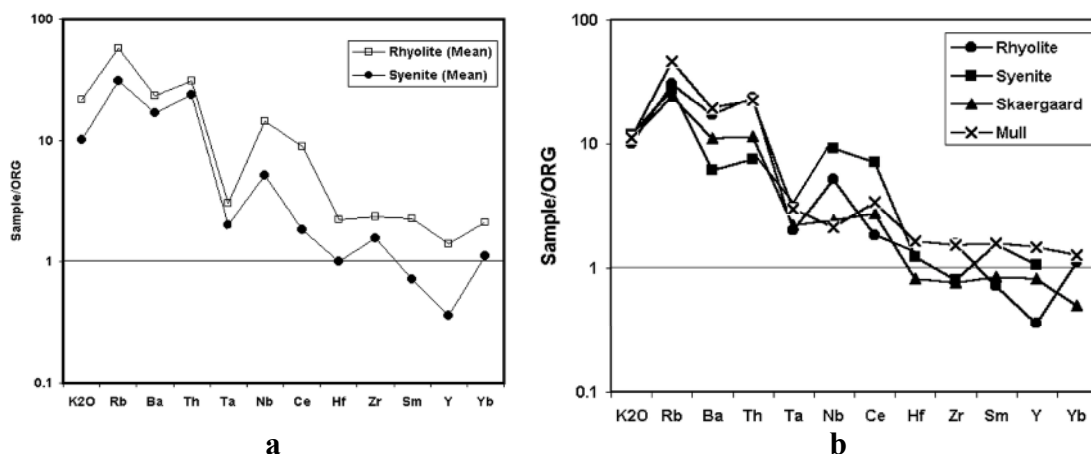 100
10
1
0.1
Sample/ORG
Rhyolite (Mean)
Syenite (Mean)
K2O Rb Ba Th Ta Nb Ce Hf Zr Sm Y Yb
a
100
10
1
0.1
Sample/ORG
Rhyolite
Syenite
Skaergaard
Mull
K2O Rb Ba Th Ta Nb Ce Hf Zr Sm Y Yb
b